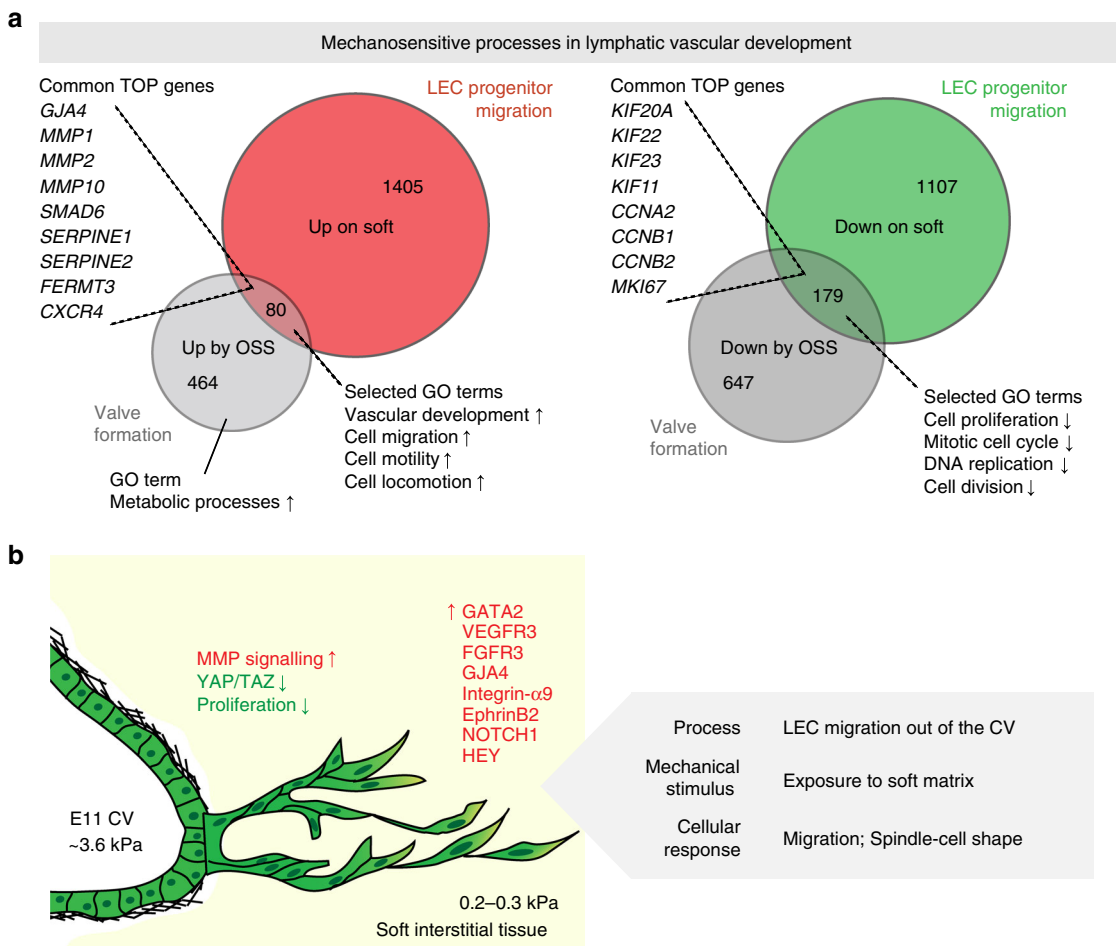 a
Mechanosensitive processes in lymphatic vascular development
Common TOP genes
GJA4
MMP1
MMP2
MMP10
SMAD6
SERPINE1
SERPINE2
FERMT3
CXCR4
LEC progenitor
migration
1405
Up on soft
80
Up by OSS
464
Valve
formation
GO term
Metabolic processes ↑
Selected GO terms
Vascular development ↑
Cell migration ↑
Cell motility ↑
Cell locomotion ↑
Common TOP genes
KIF20A
KIF22
KIF23
KIF11
CCNA2
CCNB1
CCNB2
MKI67
LEC progenitor
migration
1107
Down on soft
179
Down by OSS
647
Valve
formation
Selected GO terms
Cell proliferation ↓
Mitotic cell cycle ↓
DNA replication ↓
Cell division ↓
b
MMP signalling ↑
YAP/TAZ ↓
Proliferation ↓
↑ GATA2
VEGFR3
FGFR3
GJA4
Integrin-α9
EphrinB2
NOTCH1
HEY
E11 CV
~3.6 kPa
0.2–0.3 kPa
Soft interstitial tissue
Process LEC migration out of the CV
Mechanical
stimulus Exposure to soft matrix
Cellular
response Migration; Spindle-cell shape